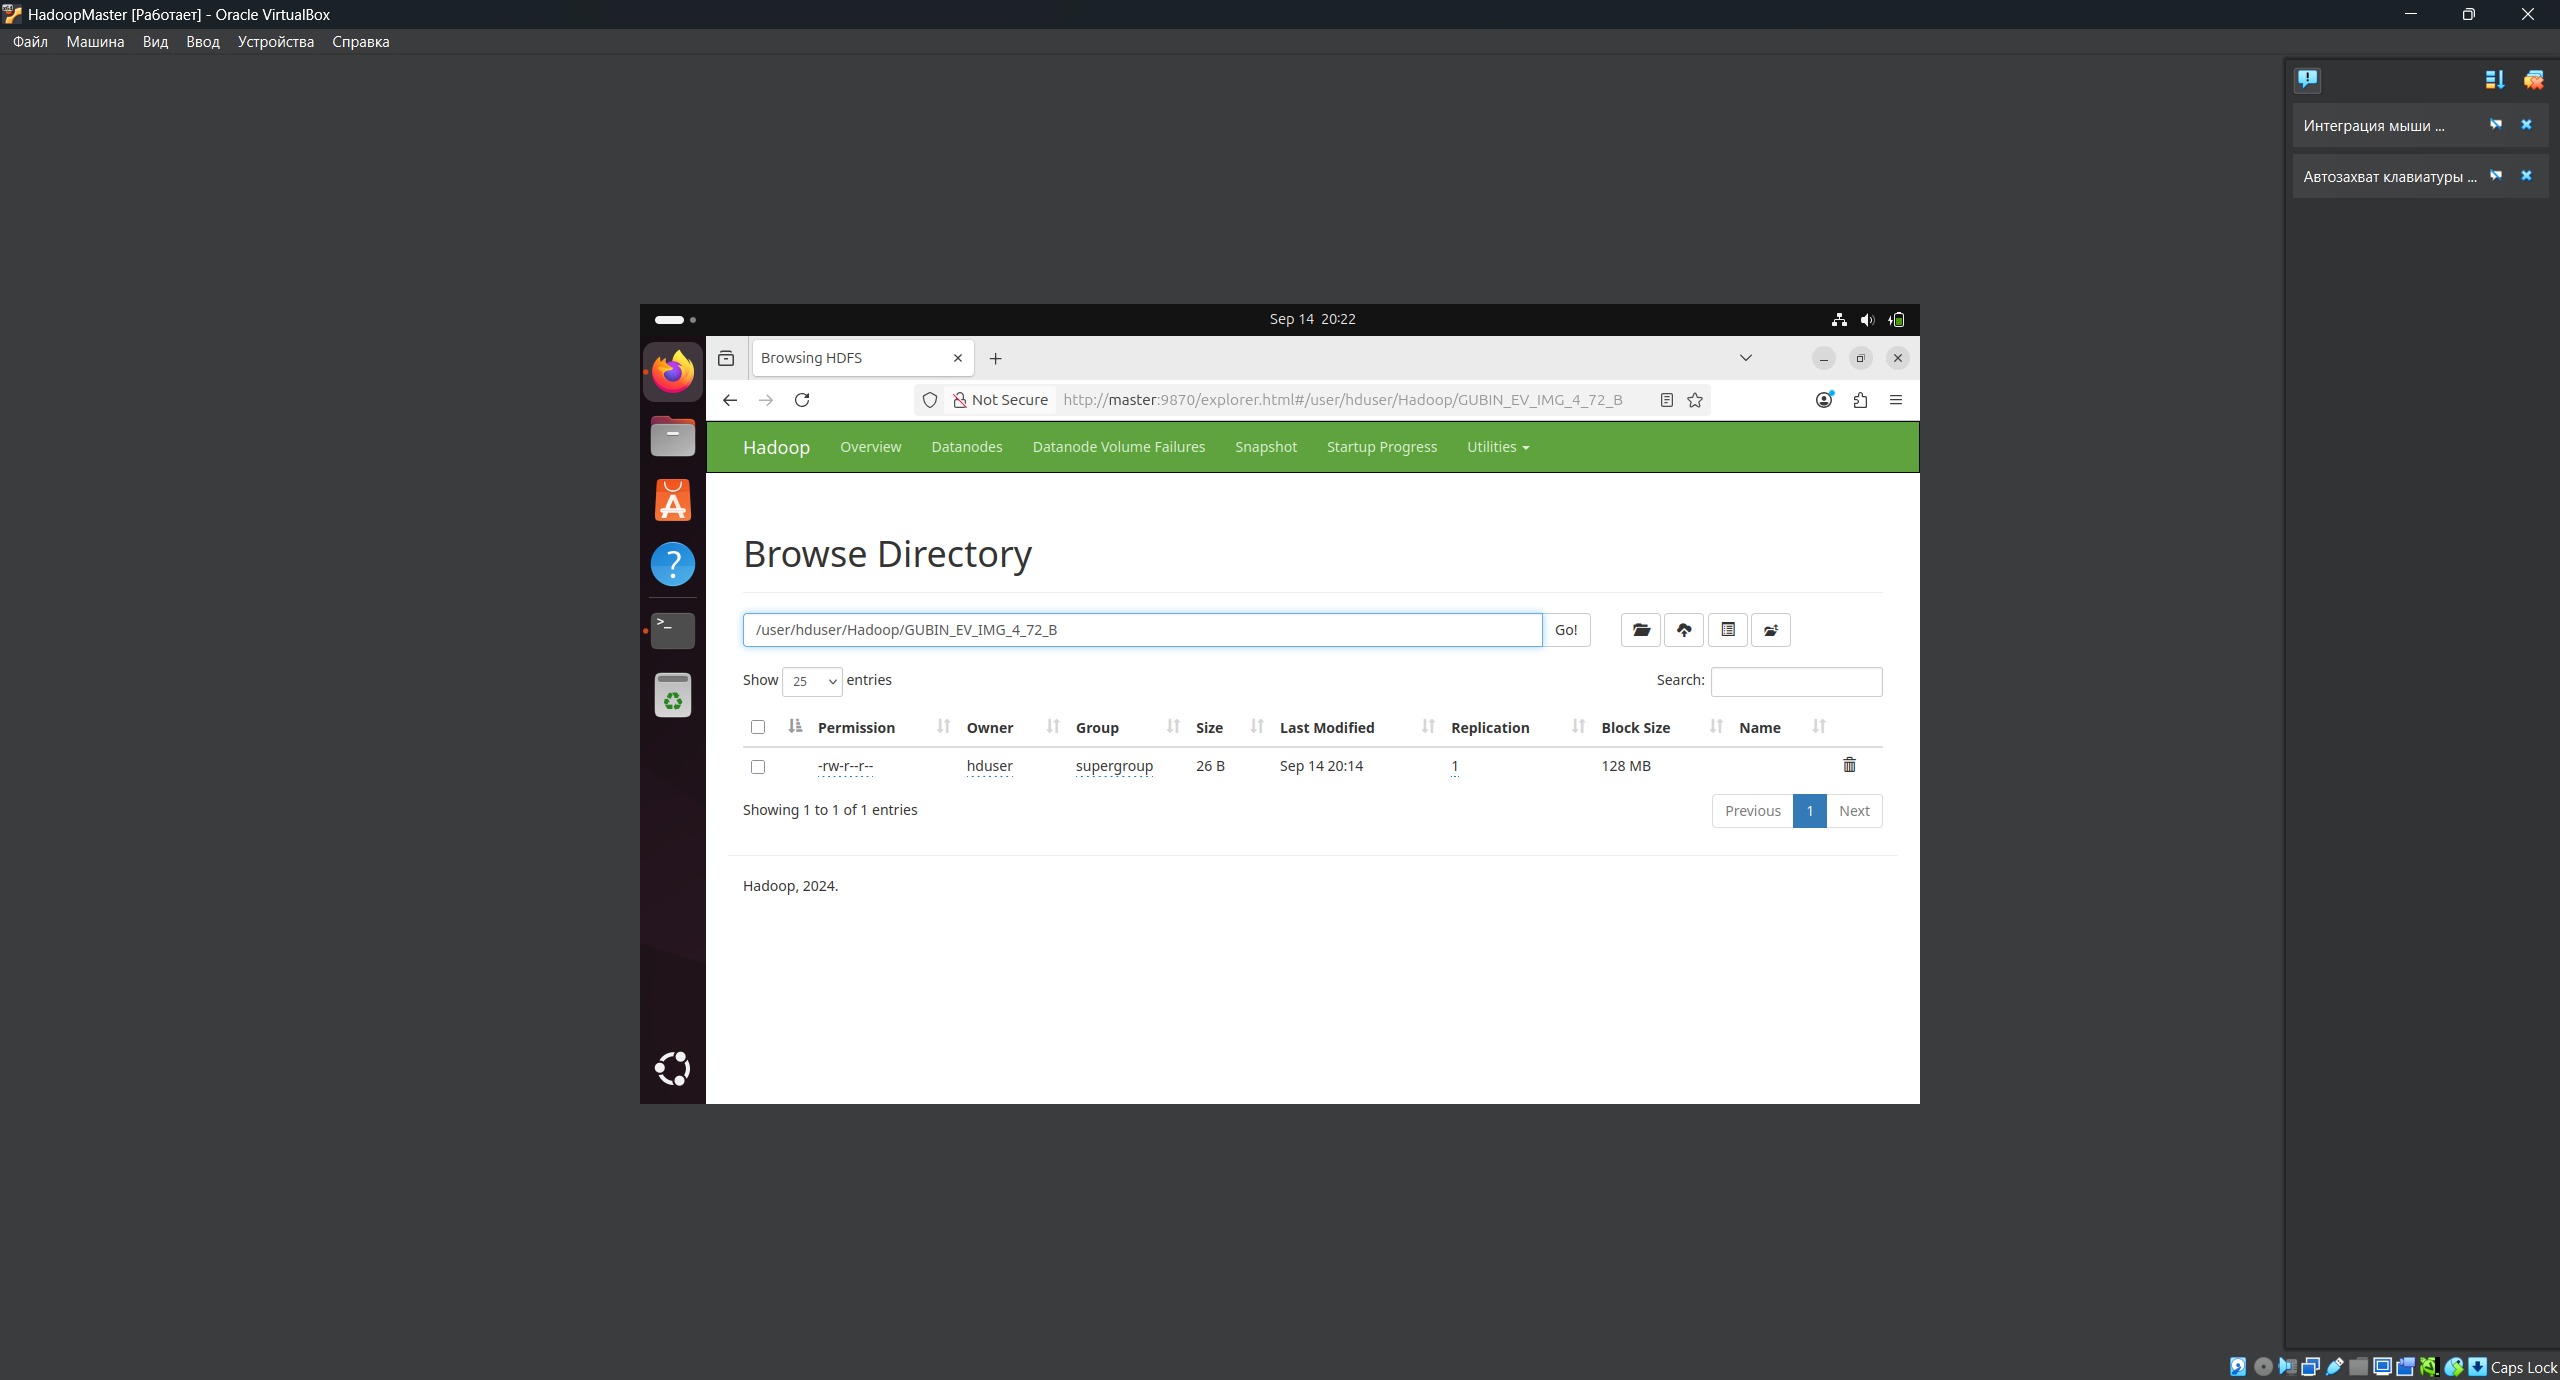 HadoopMaster [Работает] - Oracle VirtualBox
Файл Машина Вид Ввод Устройства Справка
Интеграция мыши ...
Автозахват клавиатуры ...
Sep 14 20:22
Browsing HDFS
Not Secure http://master:9870/explorer.html#/user/hduser/Hadoop/GUBIN_EV_IMG_4_72_B
Hadoop Overview Datanodes Datanode Volume Failures Snapshot Startup Progress Utilities
Browse Directory
/user/hduser/Hadoop/GUBIN_EV_IMG_4_72_B Go!
Show 25 entries Search:
Permission Owner Group Size Last Modified Replication Block Size Name
-rw-r--r-- hduser supergroup 26 B Sep 14 20:14 1 128 MB
Showing 1 to 1 of 1 entries Previous 1 Next
Hadoop, 2024.
Caps Lock